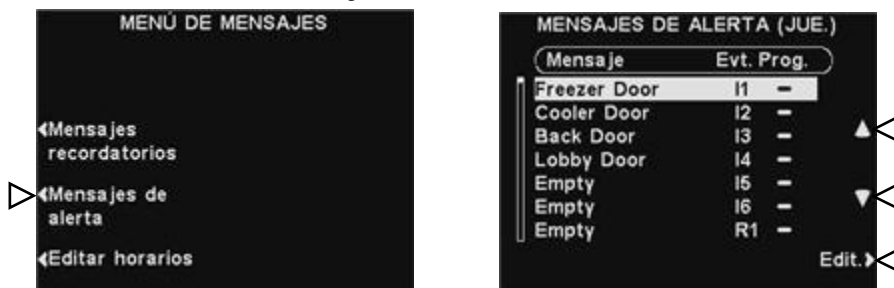 MENÚ DE MENSAJES
Mensajes
recordatorios
Mensajes de
alerta
Editar horarios
MENSAJES DE ALERTA (JUE.)
Mensaje Evt. Prog.
Freezer Door I1 –
Cooler Door I2 –
Back Door I3 –
Lobby Door I4 –
Empty I5 –
Empty I6 –
Empty R1 –
Edit.